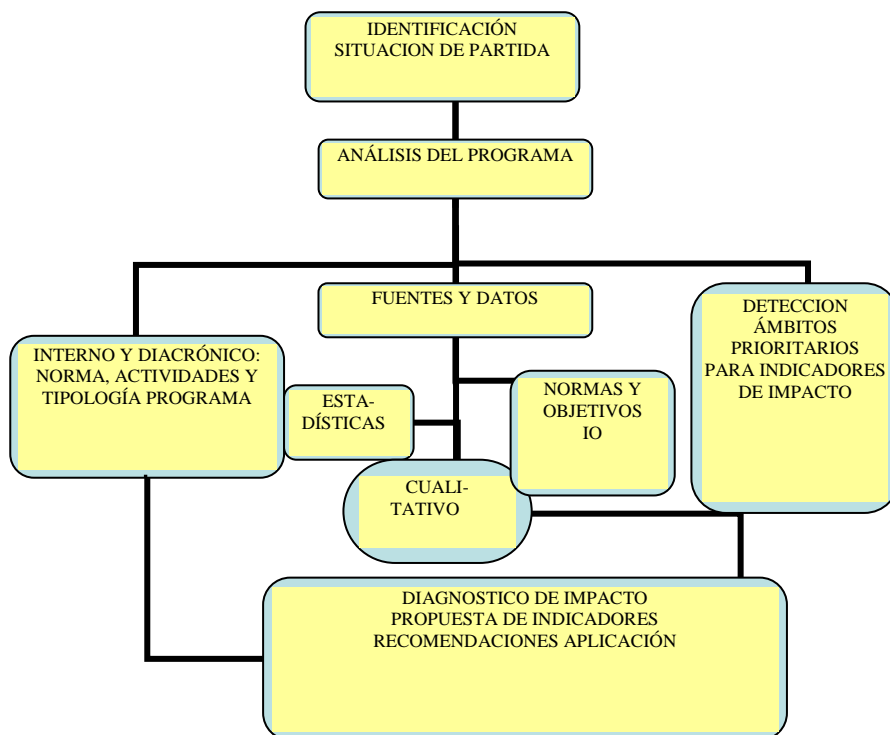 IDENTIFICACIÓN
SITUACION DE PARTIDA
ANÁLISIS DEL PROGRAMA
FUENTES Y DATOS
DETECCION
ÁMBITOS
PRIORITARIOS
PARA INDICADORES
DE IMPACTO
INTERNO Y DIACRÓNICO:
NORMA, ACTIVIDADES Y
TIPOLOGÍA PROGRAMA
ESTA-
DÍSTICAS
NORMAS Y
OBJETIVOS
IO
CUALI-
TATIVO
DIAGNOSTICO DE IMPACTO
PROPUESTA DE INDICADORES
RECOMENDACIONES APLICACIÓN